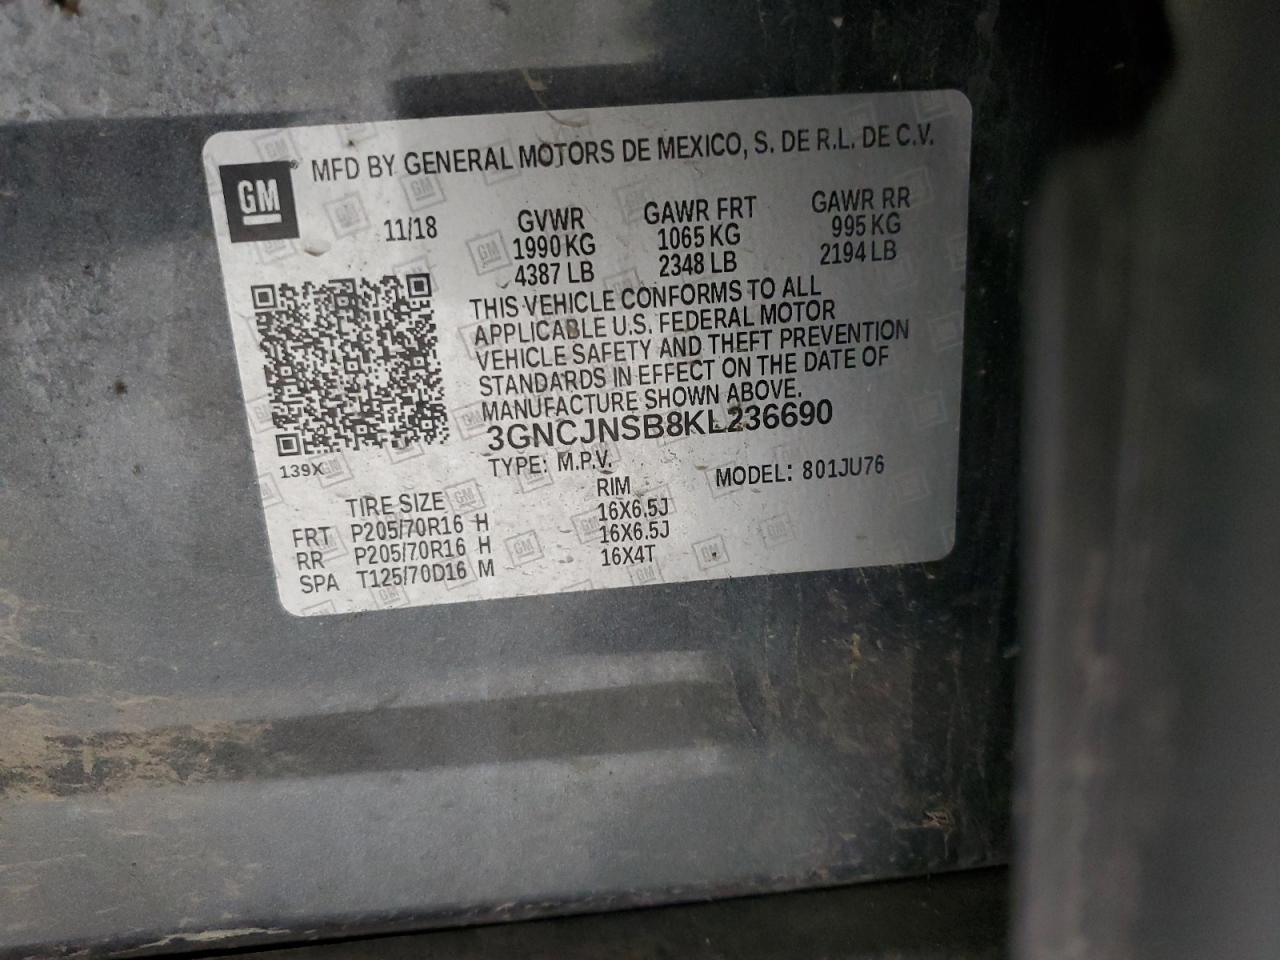 MFD BY GENERAL MOTORS DE MEXICO, S. DE R.L. DE C.V.
GM
11/18 GVWR GAWR FRT GAWR RR
1990 KG 1065 KG 995 KG
4387 LB 2348 LB 2194 LB
THIS VEHICLE CONFORMS TO ALL
APPLICABLE U.S. FEDERAL MOTOR
VEHICLE SAFETY AND THEFT PREVENTION
STANDARDS IN EFFECT ON THE DATE OF
MANUFACTURE SHOWN ABOVE.
3GNCJNSB8KL236690
139X
TYPE: M.P.V. MODEL: 801JU76
TIRE SIZE RIM
FRT P205/70R16 H 16X6.5J
RR P205/70R16 H 16X6.5J
SPA T125/70D16 M 16X4T